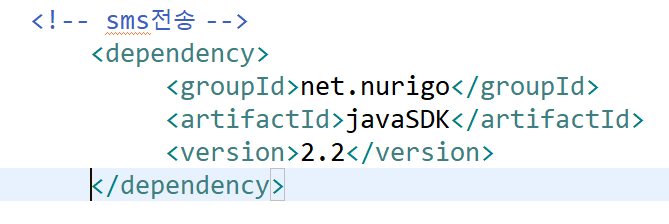 <!-- sms전송 -->
<dependency>
<groupId>net.nurigo</groupId>
<artifactId>javaSDK</artifactId>
<version>2.2</version>
</dependency>